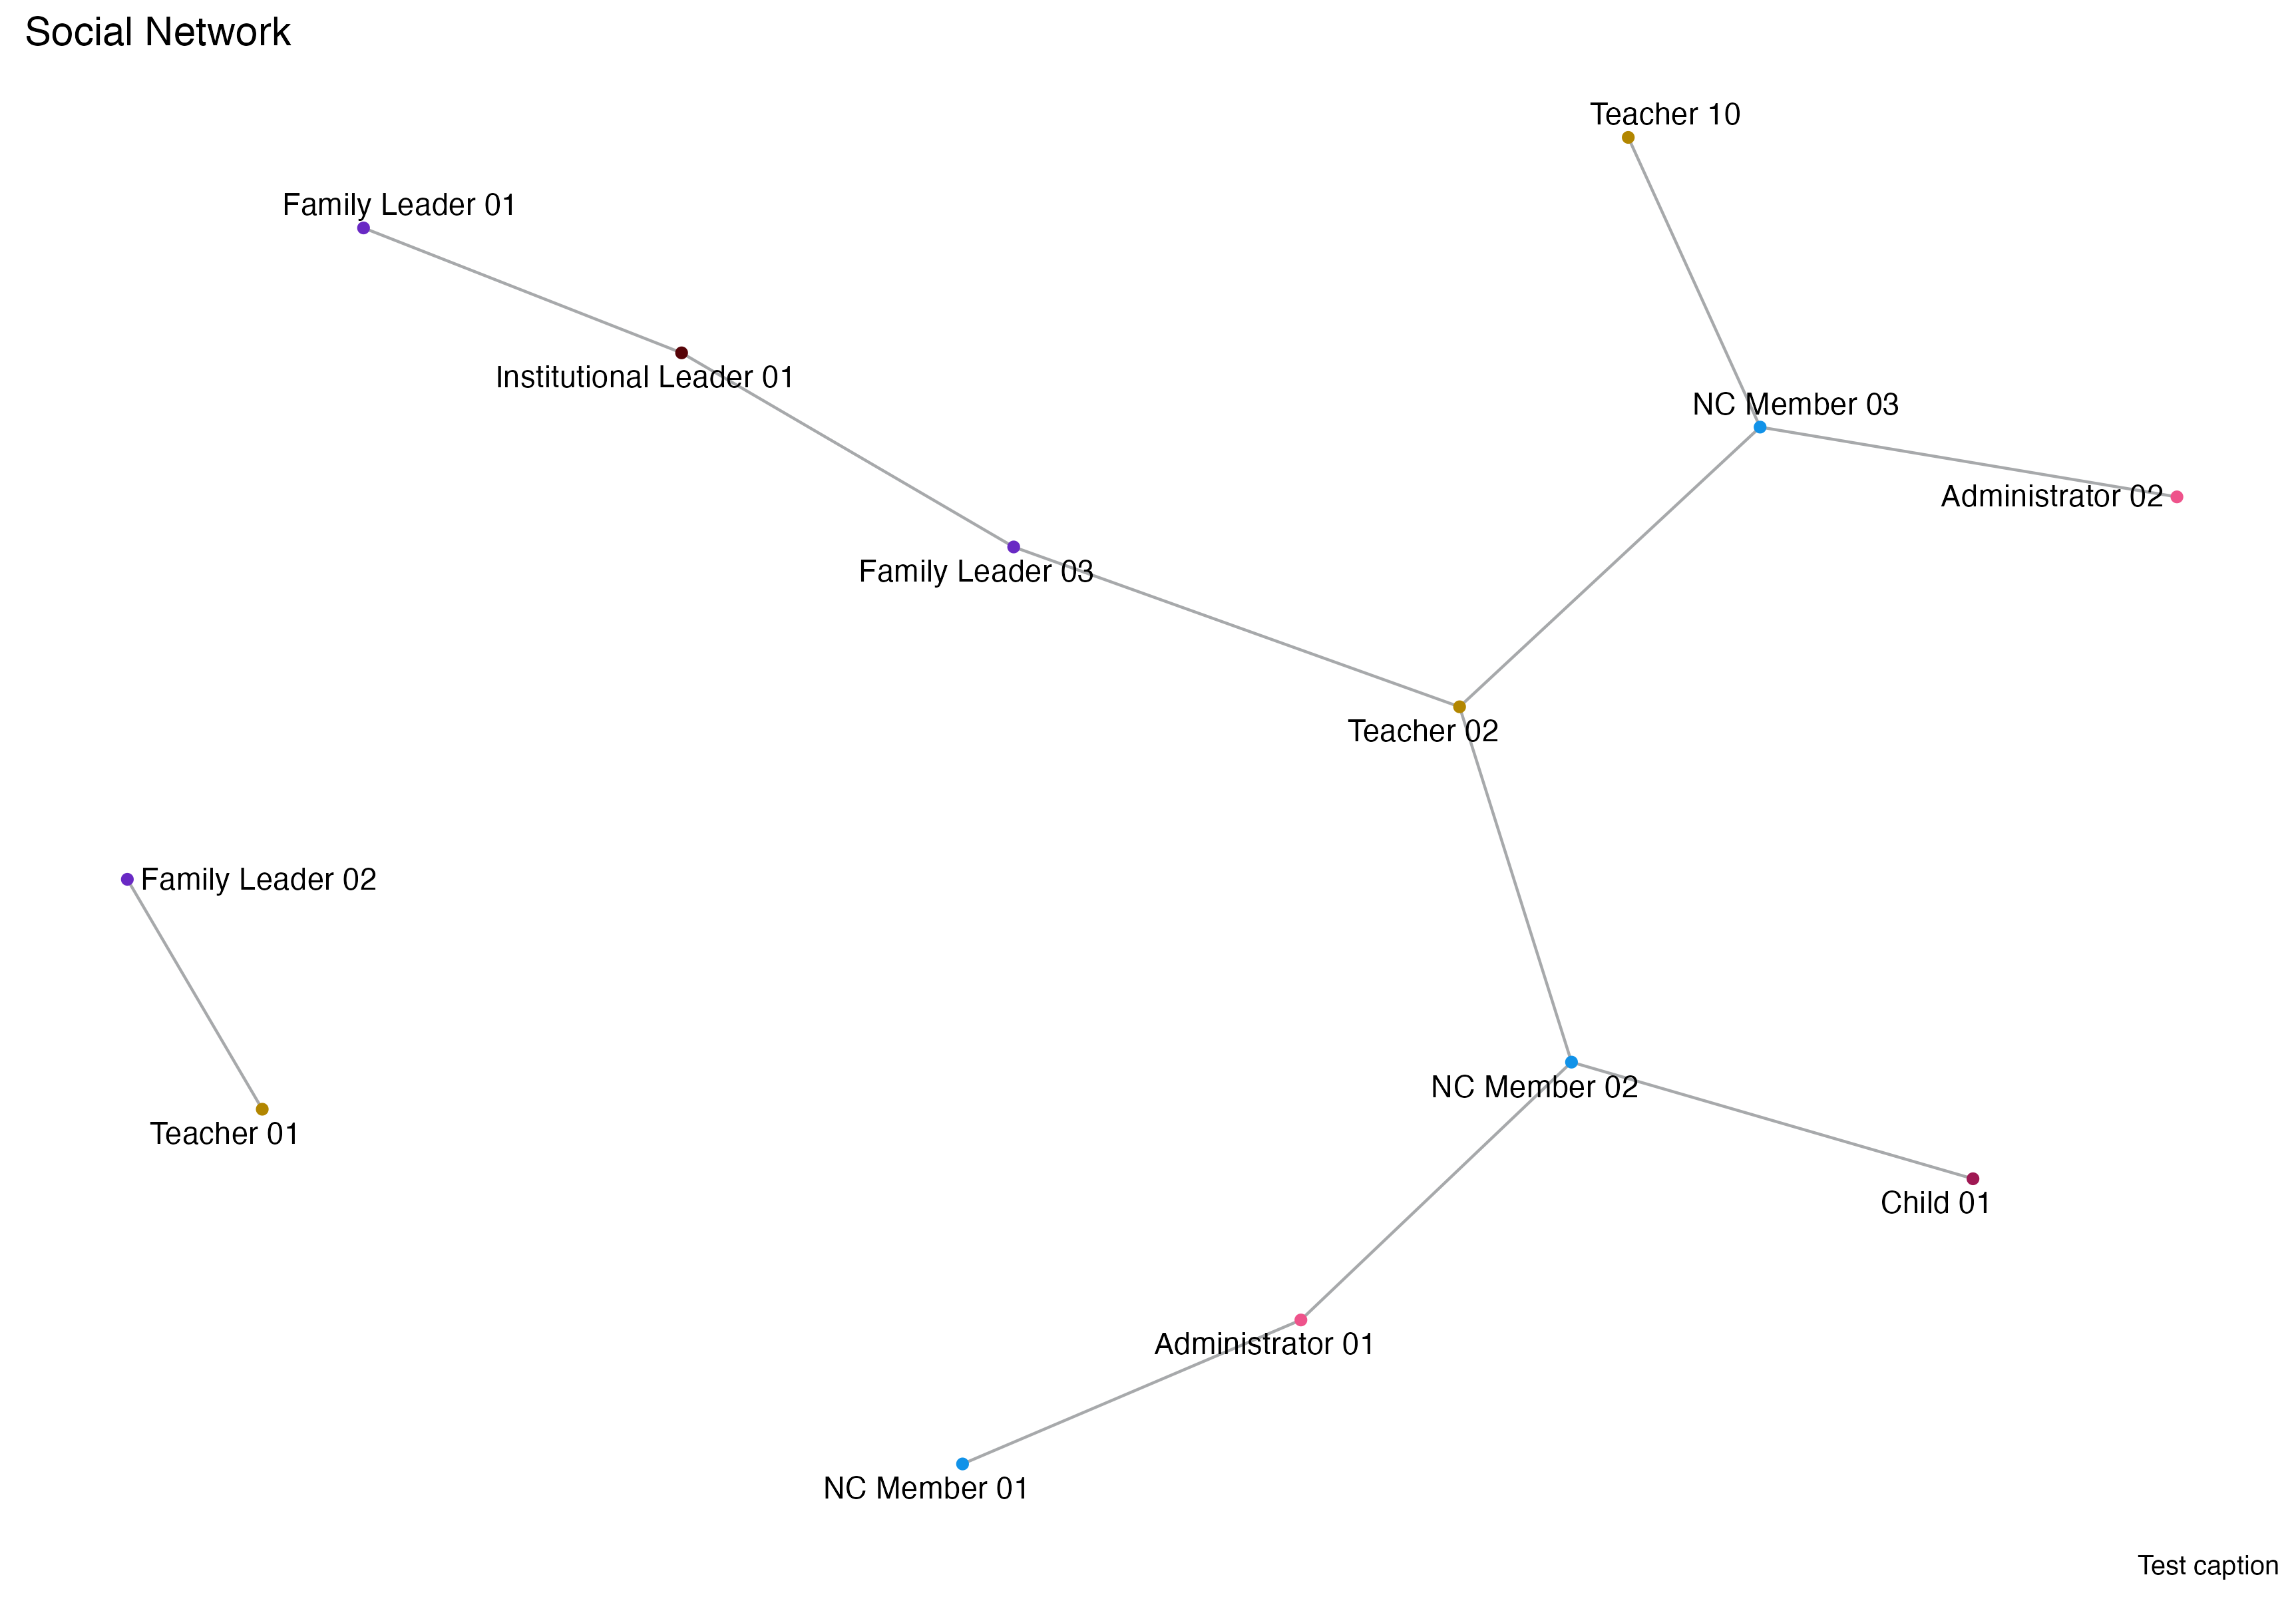 Social Network
Teacher 10
Family Leader 01
Institutional Leader 01
NC Member 03
Administrator 02
Family Leader 03
Teacher 02
Family Leader 02
NC Member 02
Teacher 01
Child 01
Administrator 01
NC Member 01
Test caption